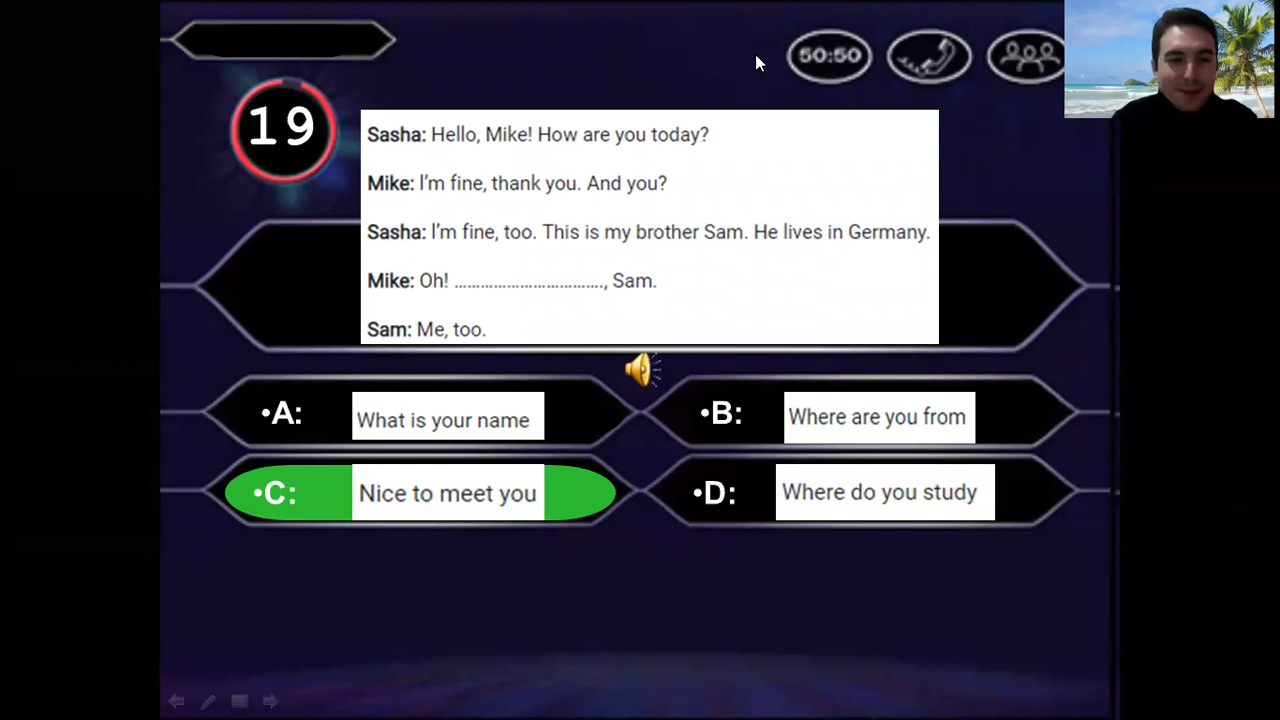 50:50
19
Sasha: Hello, Mike! How are you today?
Mike: I'm fine, thank you. And you?
Sasha: I'm fine, too. This is my brother Sam. He lives in Germany.
Mike: Oh! ................................, Sam.
Sam: Me, too.
•A: What is your name
•B: Where are you from
•C: Nice to meet you
•D: Where do you study